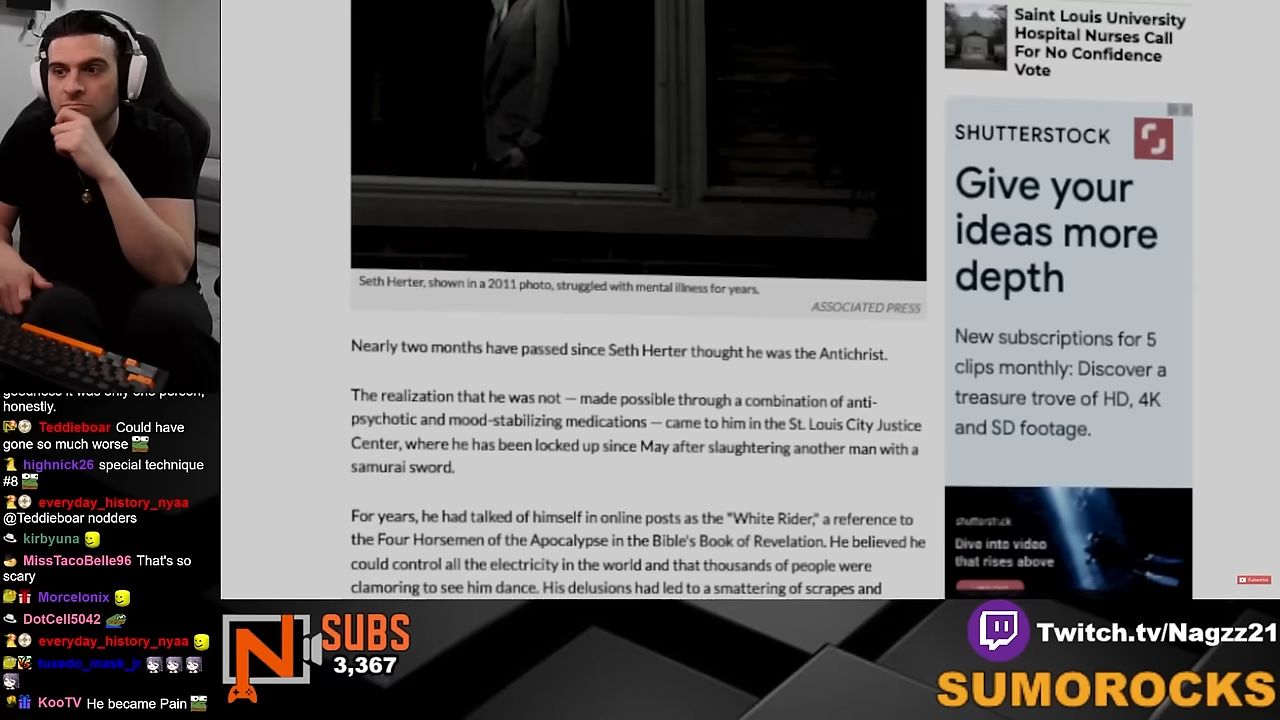 Saint Louis University
Hospital Nurses Call
For No Confidence
Vote
SHUTTERSTOCK
Give your
ideas more
depth
New subscriptions for 5
clips monthly: Discover a
treasure trove of HD, 4K
and SD footage.
shutterstock
Dive into video
that rises above
Seth Herter, shown in a 2011 photo, struggled with mental illness for years.
ASSOCIATED PRESS
Nearly two months have passed since Seth Herter thought he was the Antichrist.
The realization that he was not — made possible through a combination of anti-
psychotic and mood-stabilizing medications — came to him in the St. Louis City Justice
Center, where he has been locked up since May after slaughtering another man with a
samurai sword.
For years, he had talked of himself in online posts as the "White Rider," a reference to
the Four Horsemen of the Apocalypse in the Bible's Book of Revelation. He believed he
could control all the electricity in the world and that thousands of people were
clamoring to see him dance. His delusions had led to a smattering of scrapes and
goodness it was only one person,
honestly.
Teddieboar Could have
gone so much worse
highnick26 special technique
#8
everyday_history_nyaa
@Teddieboar nodders
kirbyuna
MissTacoBelle96 That's so
scary
Morcelonix
DotCell5042
everyday_history_nyaa
tuxedo_mask_jr
KooTV He became Pain
N SUBS
3,367
Twitch.tv/Nagzz21
SUMOROCKS